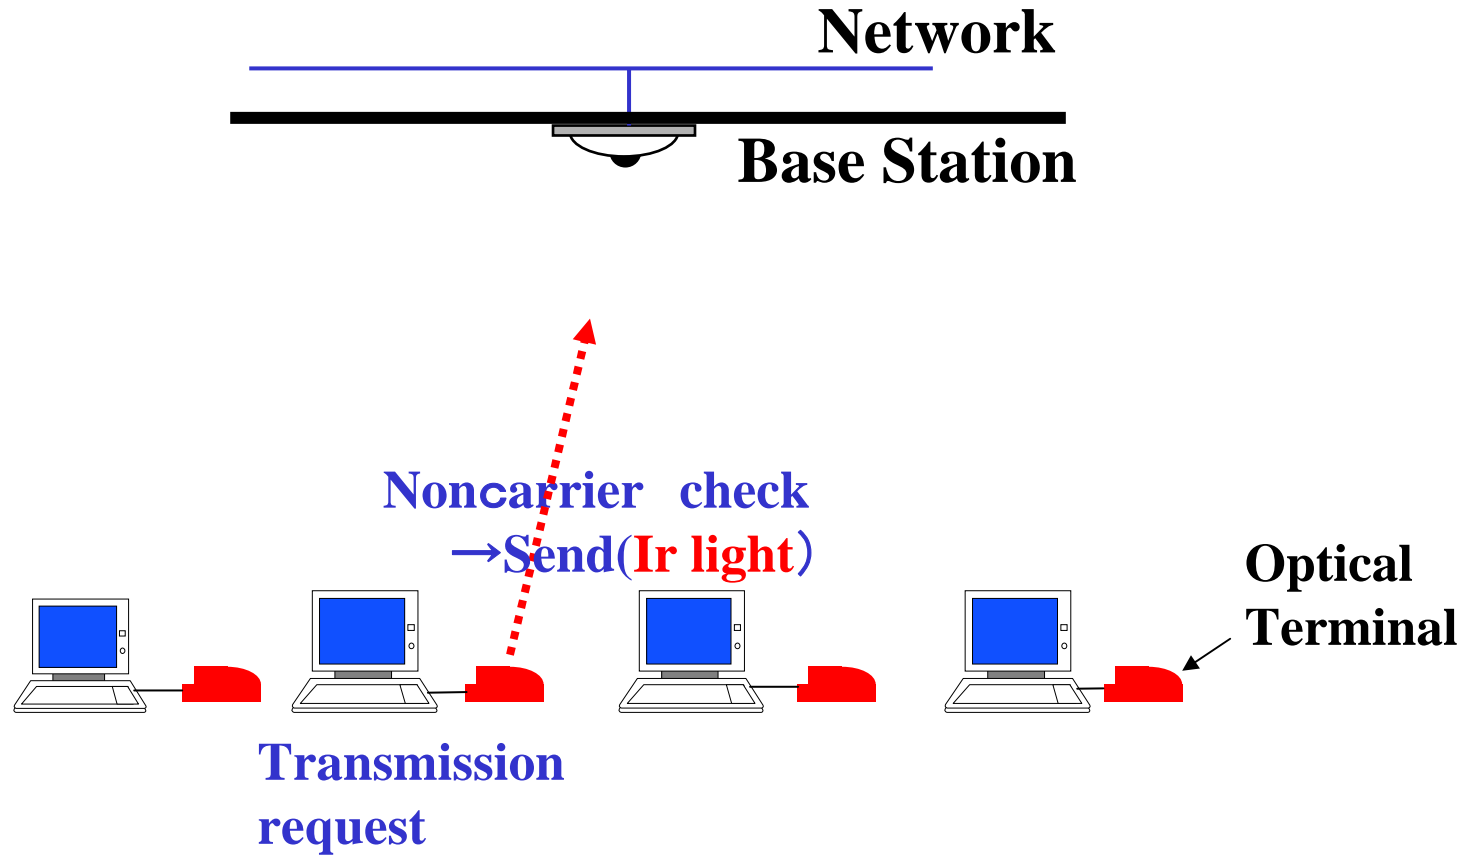 Network
Base Station
Noncarrier check
→Send(Ir light）
Optical
Terminal
Transmission
request